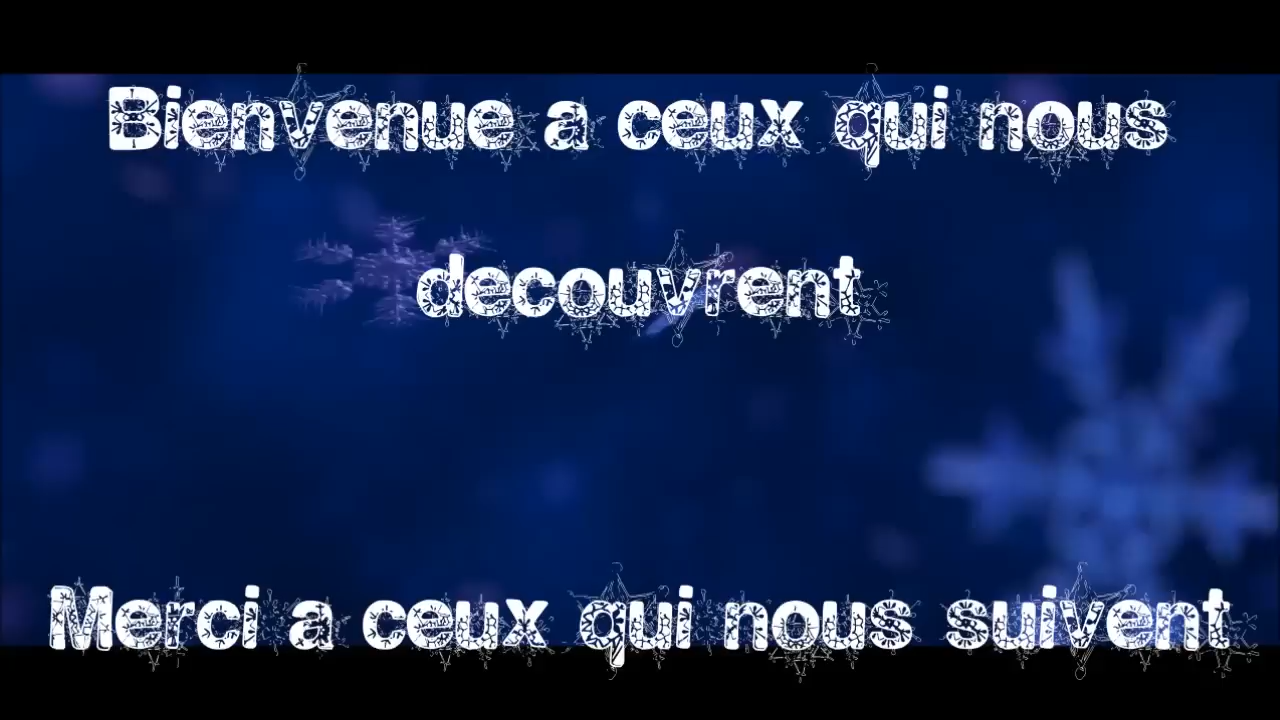 Bienvenue a ceux qui nous
decouvrent
Merci a ceux qui nous suivent